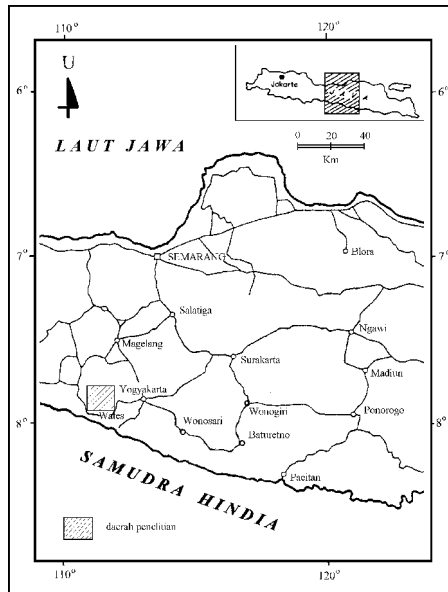 110°
120°
U
Jakarte
6°
6°
0 20 40
Km
LAUT JAWA
Blora
7°
7°
SEMARANG
Salatiga
Ngawi
Magelang
Surakarta
Madiun
Yogyakarta
Wates
Wonogiri
Ponorogo
8°
8°
Wonosari
Baturetno
SAMUDRA HINDIA
Pacitan
daerah penelitian
110°
120°